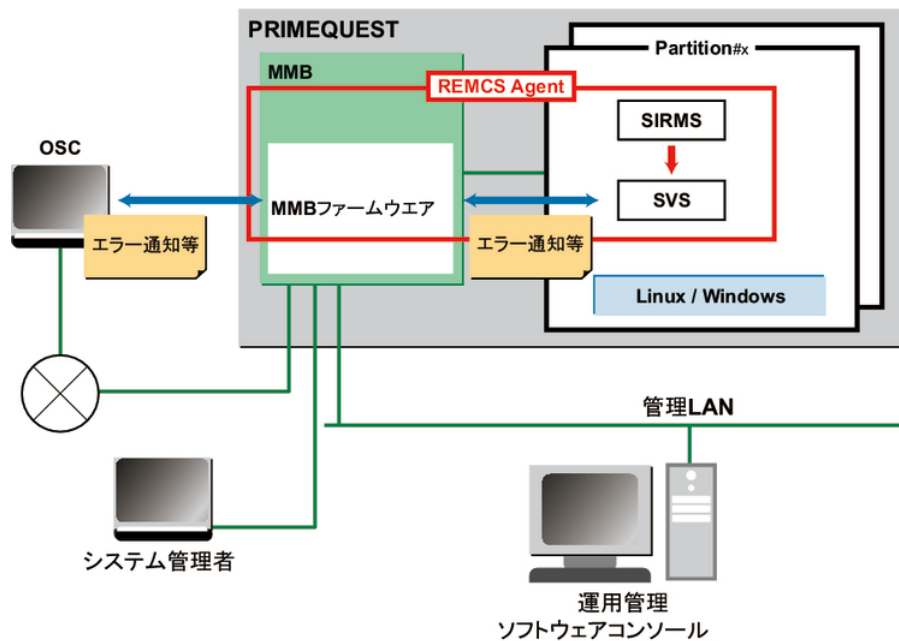 PRIMEQUEST
Partition#x
MMB
REMCS Agent
SIRMS
OSC
SVS
MMBファームウエア
エラー通知等
エラー通知等
Linux / Windows
管理LAN
システム管理者
運用管理
ソフトウェアコンソール